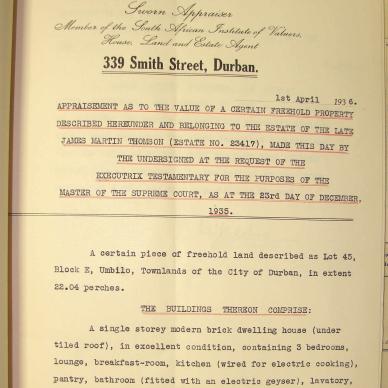 Sworn Appraiser
Member of the South African Institute of Valuers,
House, Land and Estate Agent
339 Smith Street, Durban.
1st April 1936.
APPRAISEMENT AS TO THE VALUE OF A CERTAIN FREEHOLD PROPERTY
DESCRIBED HEREUNDER AND BELONGING TO THE ESTATE OF THE LATE
JAMES MARTIN THOMSON (ESTATE NO. 23417), MADE THIS DAY BY
THE UNDERSIGNED AT THE REQUEST OF THE
EXECUTRIX TESTAMENTARY FOR THE PURPOSES OF THE
MASTER OF THE SUPREME COURT, AS AT THE 23rd DAY OF DECEMBER,
1935.
A certain piece of freehold land described as Lot 45,
Block E, Umbilo, Townlands of the City of Durban, in extent
22.04 perches.
THE BUILDINGS THEREON COMPRISE:
A single storey modern brick dwelling house (under
tiled roof), in excellent condition, containing 3 bedrooms,
lounge, breakfast-room, kitchen (wired for electric cooking),
pantry, bathroom (fitted with an electric geyser), lavatory,